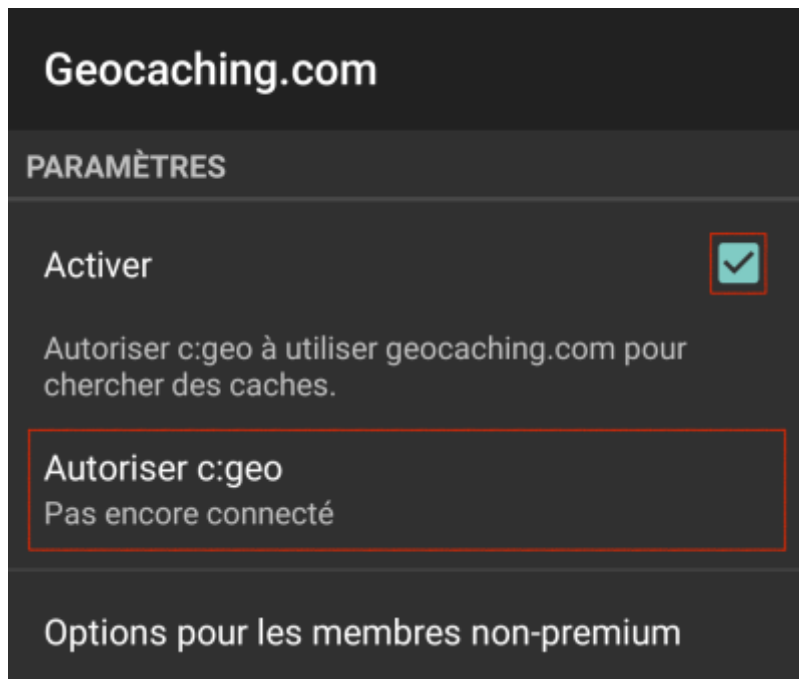 Geocaching.com
PARAMÈTRES
Activer
Autoriser c:geo à utiliser geocaching.com pour
chercher des caches.
Autoriser c:geo
Pas encore connecté
Options pour les membres non-premium